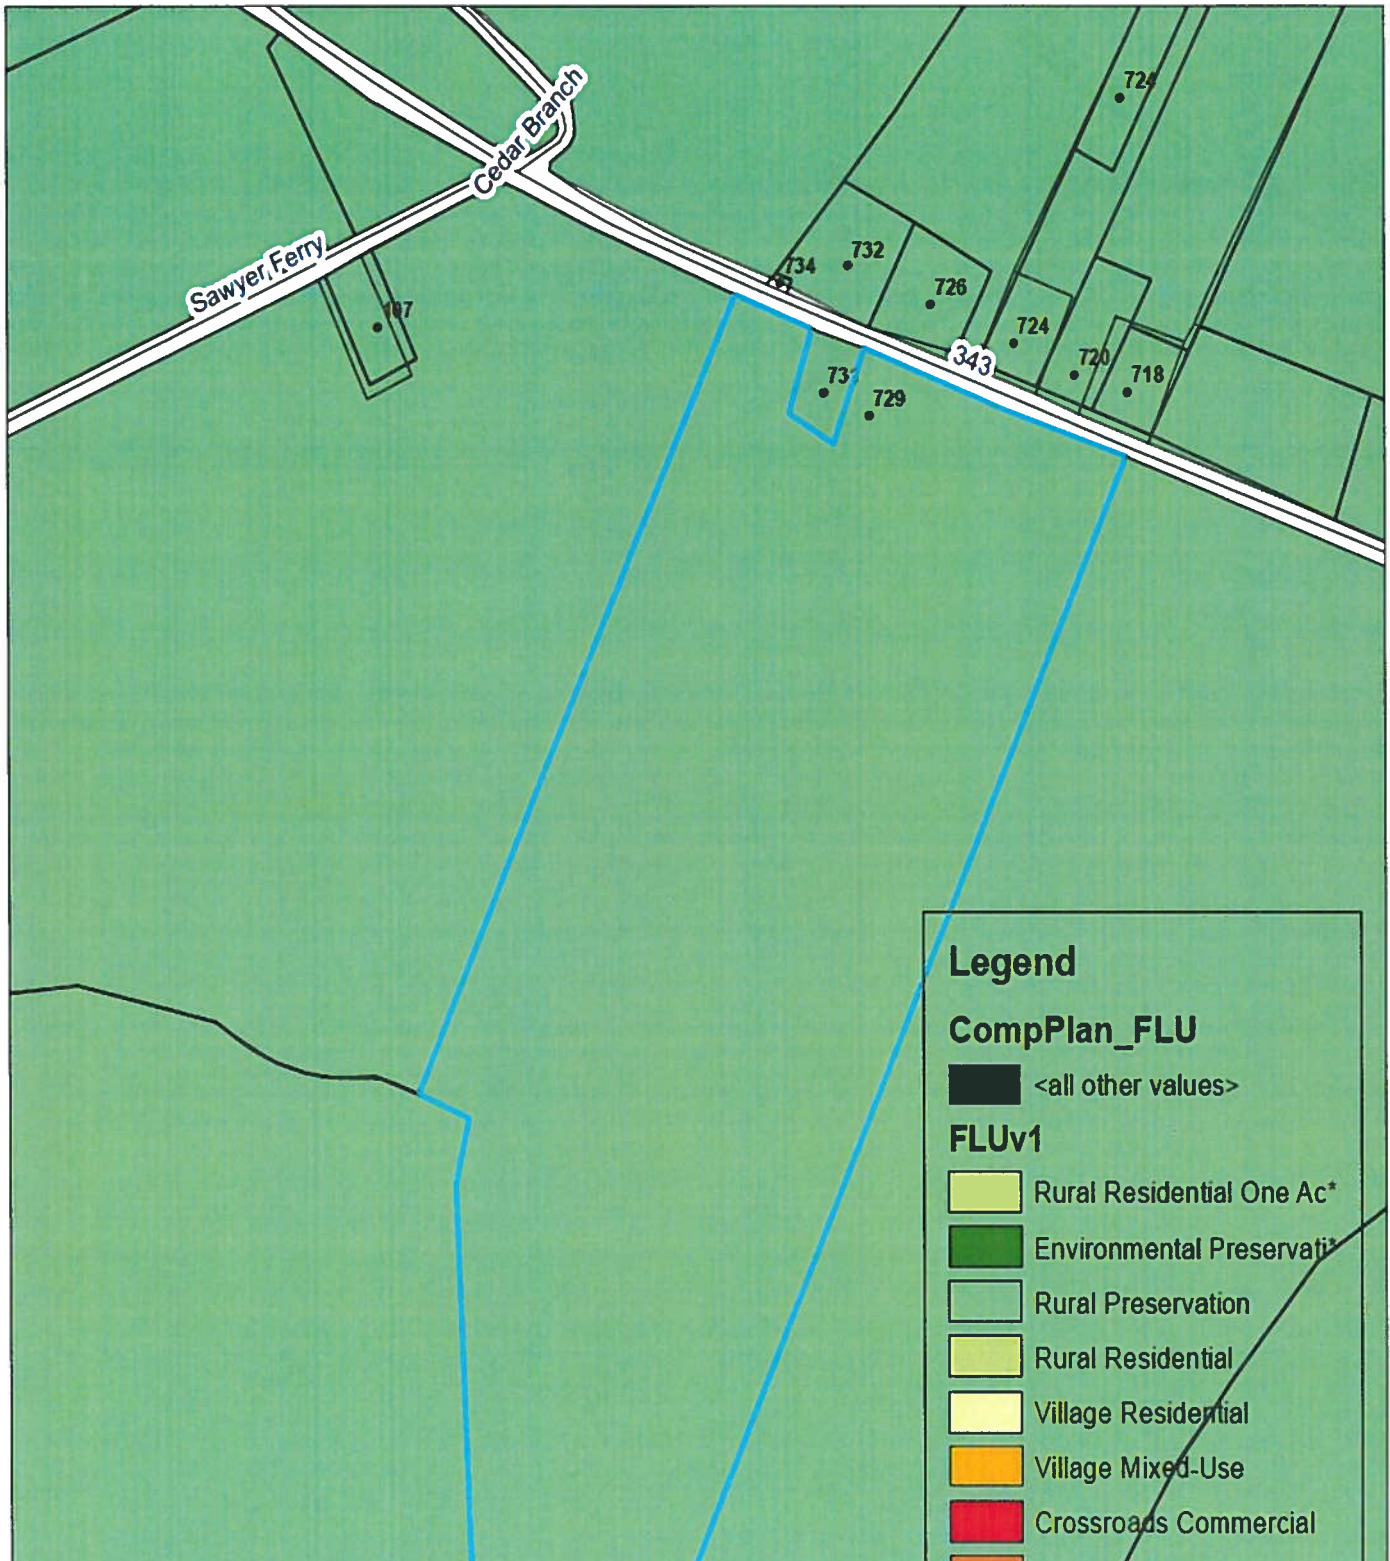 724
Cedar Branch
Sawyer Ferry
734
732
726
107
724
343
720
718
729
Legend
CompPlan_FLU
<all other values>
FLUv1
Rural Residential One Ac*
Environmental Preservati*
Rural Preservation
Rural Residential
Village Residential
Village Mixed-Use
Crossroads Commercial